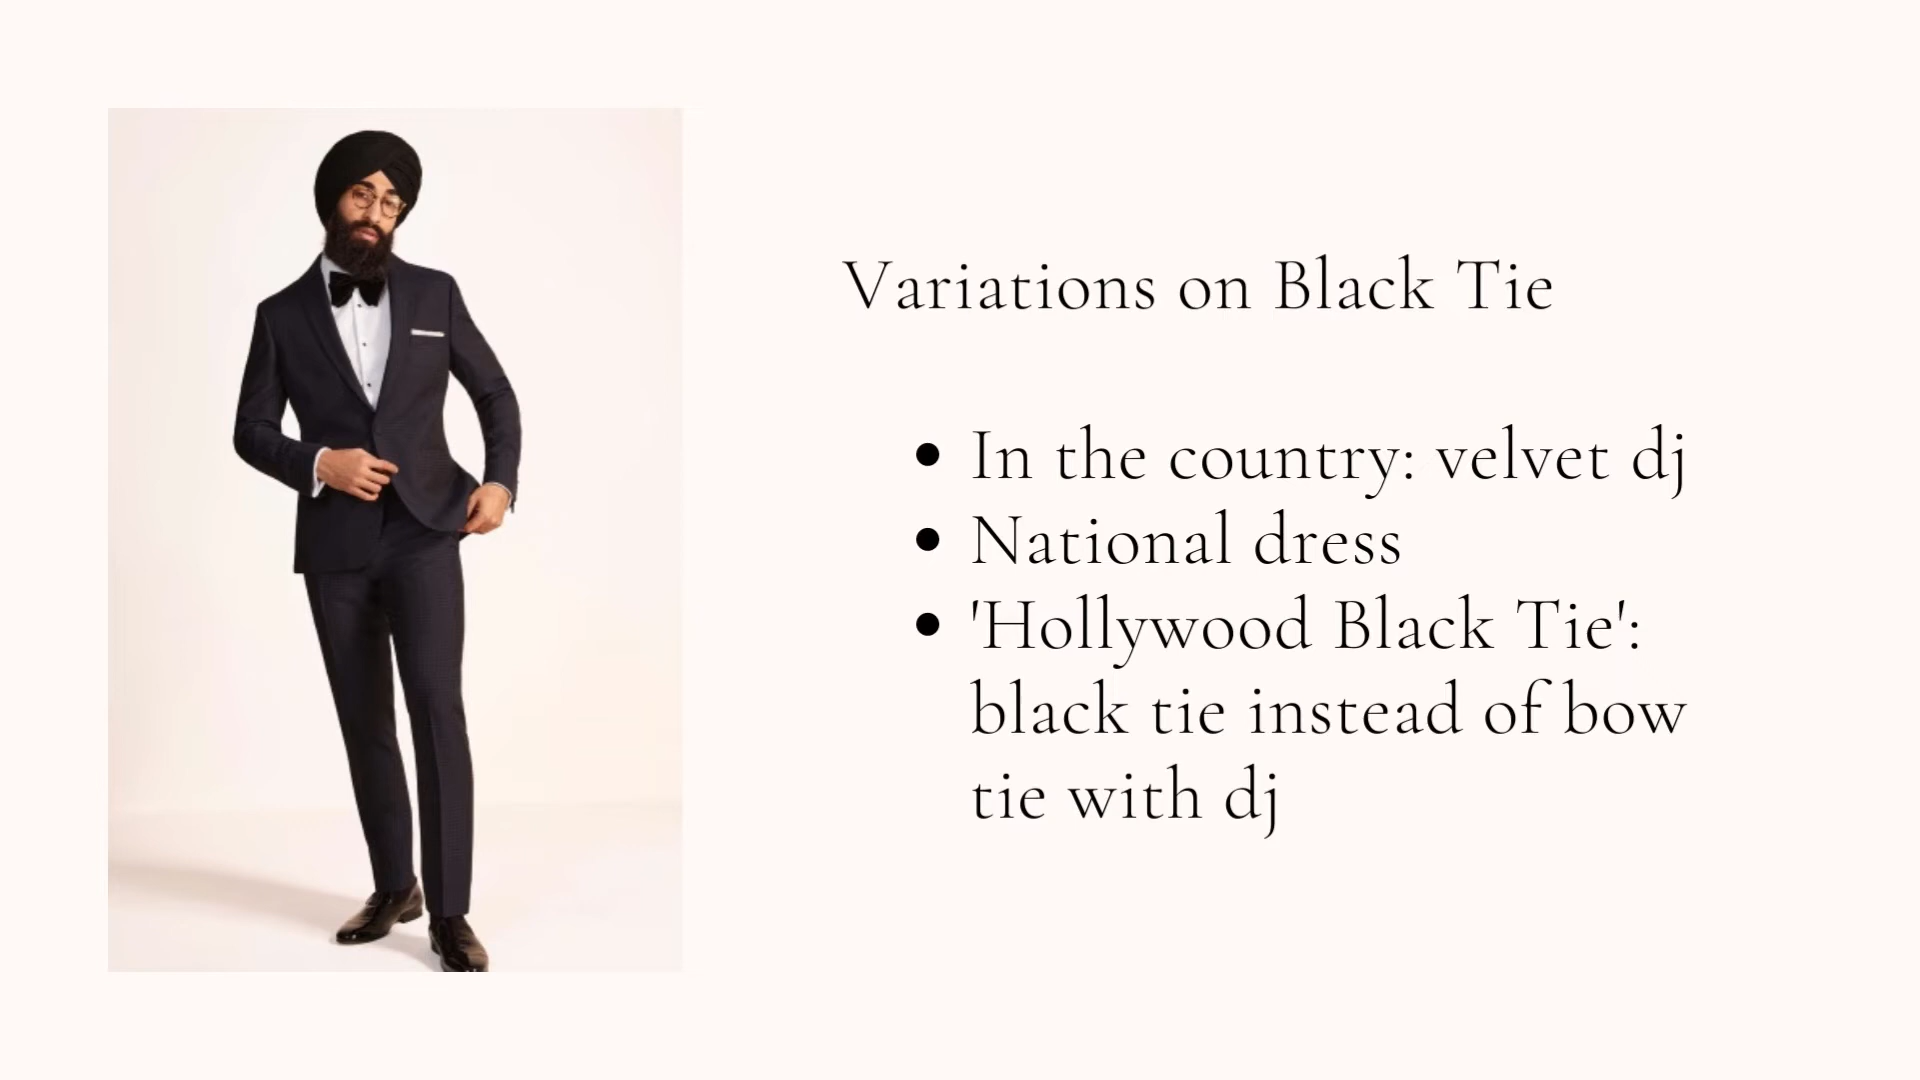 Variations on Black Tie
• In the country: velvet dj
• National dress
• 'Hollywood Black Tie':
black tie instead of bow
tie with dj